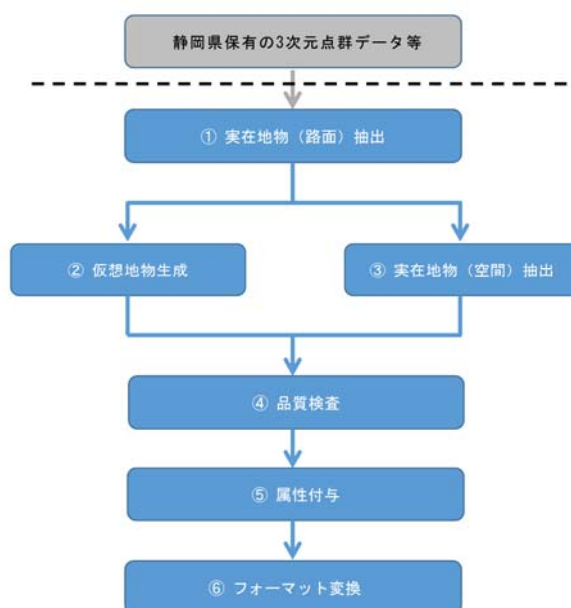 静岡県保有の3次元点群データ等
① 実在地物（路面）抽出
② 仮想地物生成
③ 実在地物（空間）抽出
④ 品質検査
⑤ 属性付与
⑥ フォーマット変換